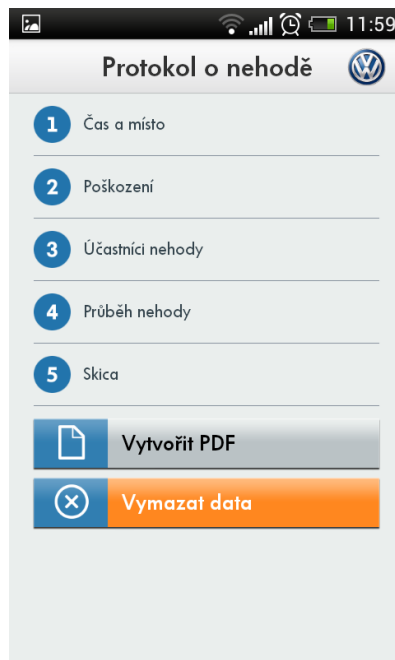 11:59
Protokol o nehodě
1 Čas a místo
2 Poškození
3 Účastníci nehody
4 Průběh nehody
5 Skica
Vytvořit PDF
Vymazat data